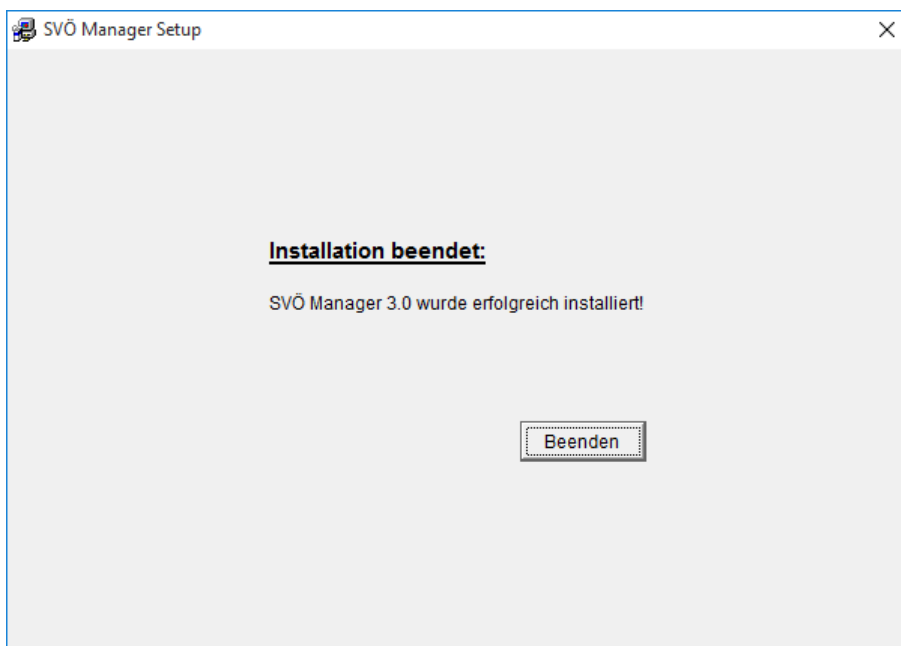 SVÖ Manager Setup
Installation beendet:
SVÖ Manager 3.0 wurde erfolgreich installiert!
Beenden